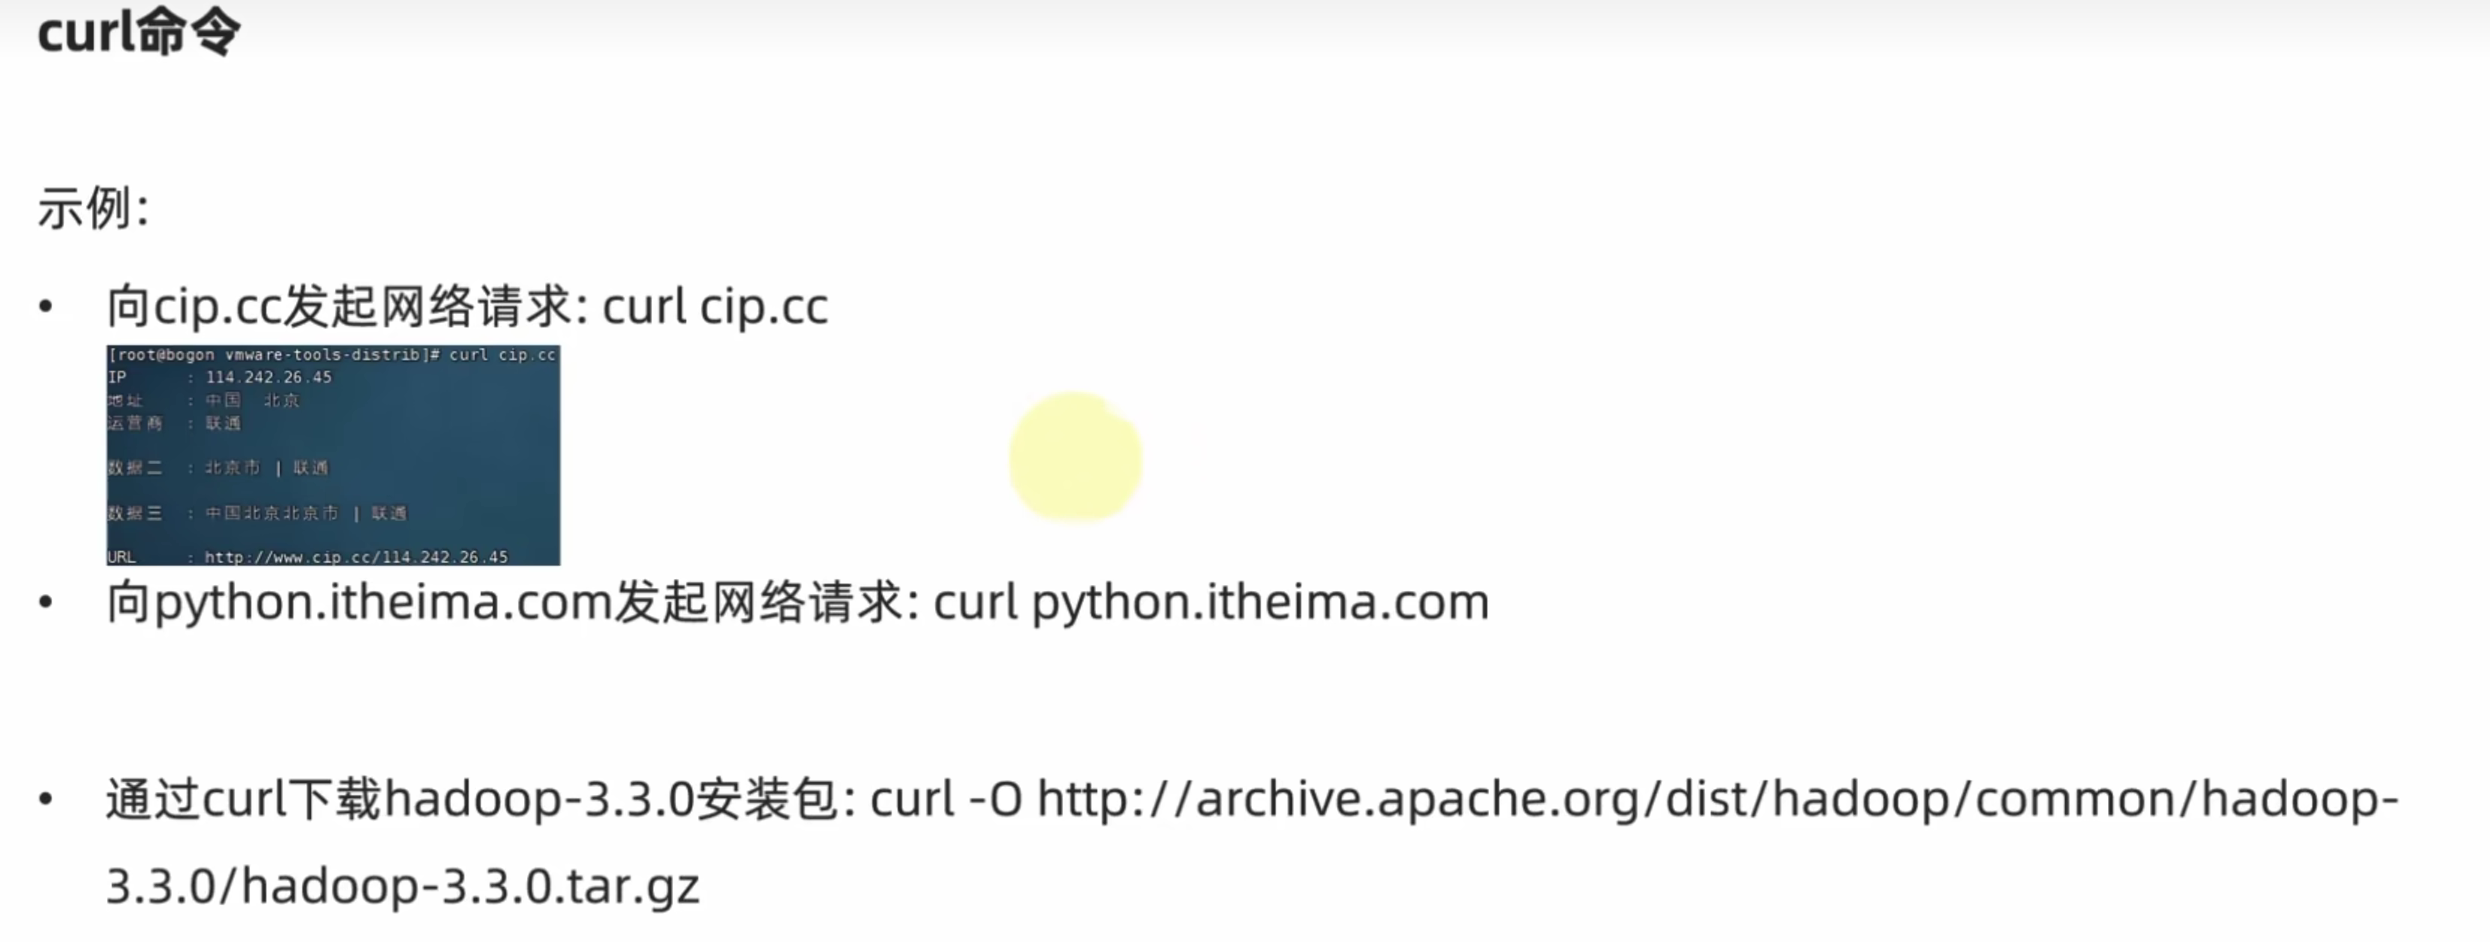 curl命令
示例：
• 向cip.cc发起网络请求: curl cip.cc
[root@bogon vmware-tools-distrib]# curl cip.cc
IP : 114.242.26.45
地址 : 中国 北京
运营商 : 联通
数据二 : 北京市 | 联通
数据三 : 中国北京北京市 | 联通
URL : http://www.cip.cc/114.242.26.45
• 向python.itheima.com发起网络请求: curl python.itheima.com
• 通过curl下载hadoop-3.3.0安装包: curl -O http://archive.apache.org/dist/hadoop/common/hadoop-
3.3.0/hadoop-3.3.0.tar.gz